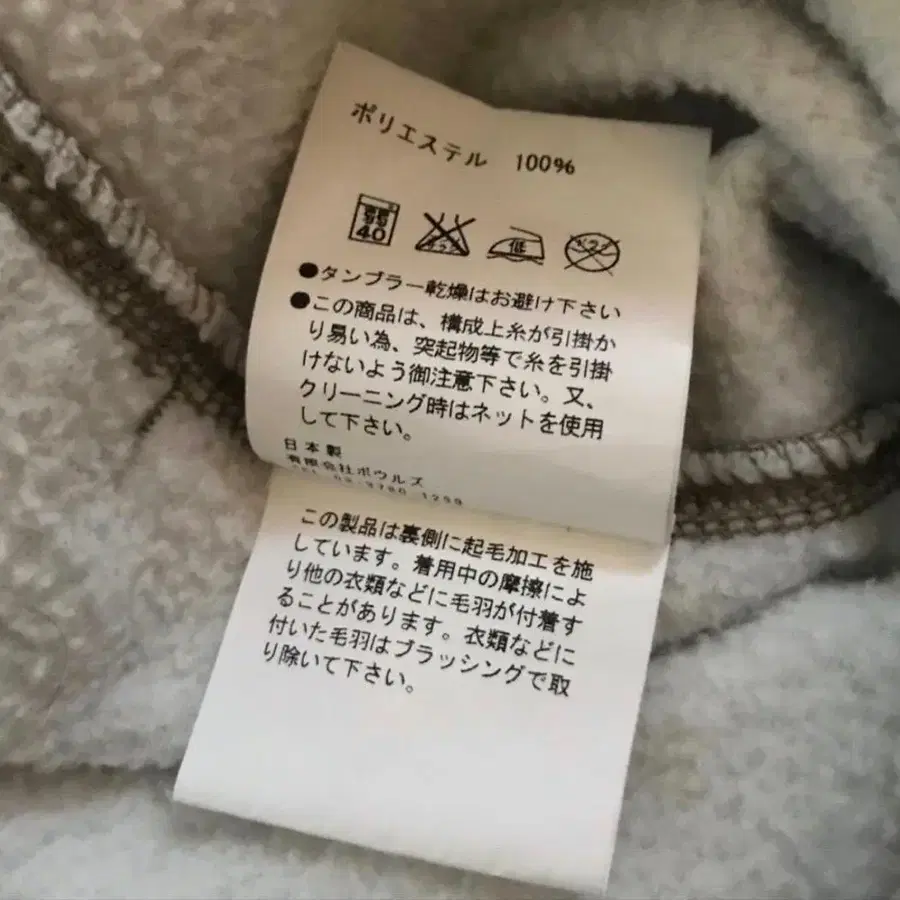 ポリエステル 100%
40
低
●タンブラー乾燥はお避け下さい
●この商品は、構成上糸が引掛か
り易い為、突起物等で糸を引掛
けないよう御注意下さい。又、
クリーニング時はネットを使用
して下さい。
日本製
有限会社ボウルズ
この製品は裏側に起毛加工を施
しています。着用中の摩擦によ
り他の衣類などに毛羽が付着す
ることがあります。衣類などに
付いた毛羽はブラッシングで取
り除いて下さい。